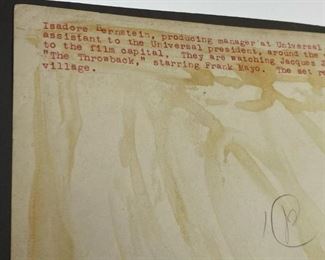 Isadore Bernstein, producing manager at Universal
assistant to the Universal president, around the
to the film capital. They are watching Jacques J
"The Throwback," starring Frank Mayo. The set re
village.